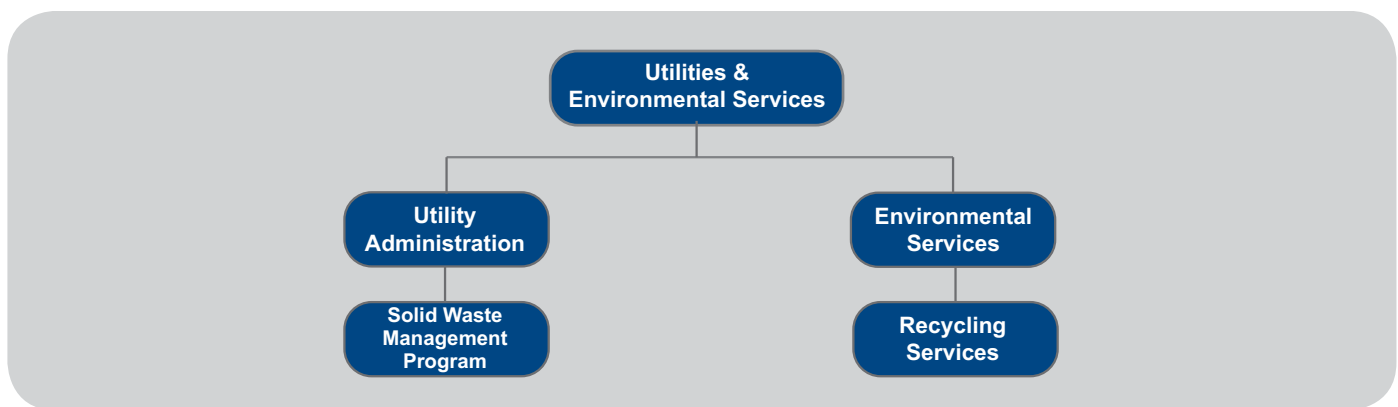 Utilities &
Environmental Services
Utility
Administration
Environmental
Services
Solid Waste
Management
Program
Recycling
Services